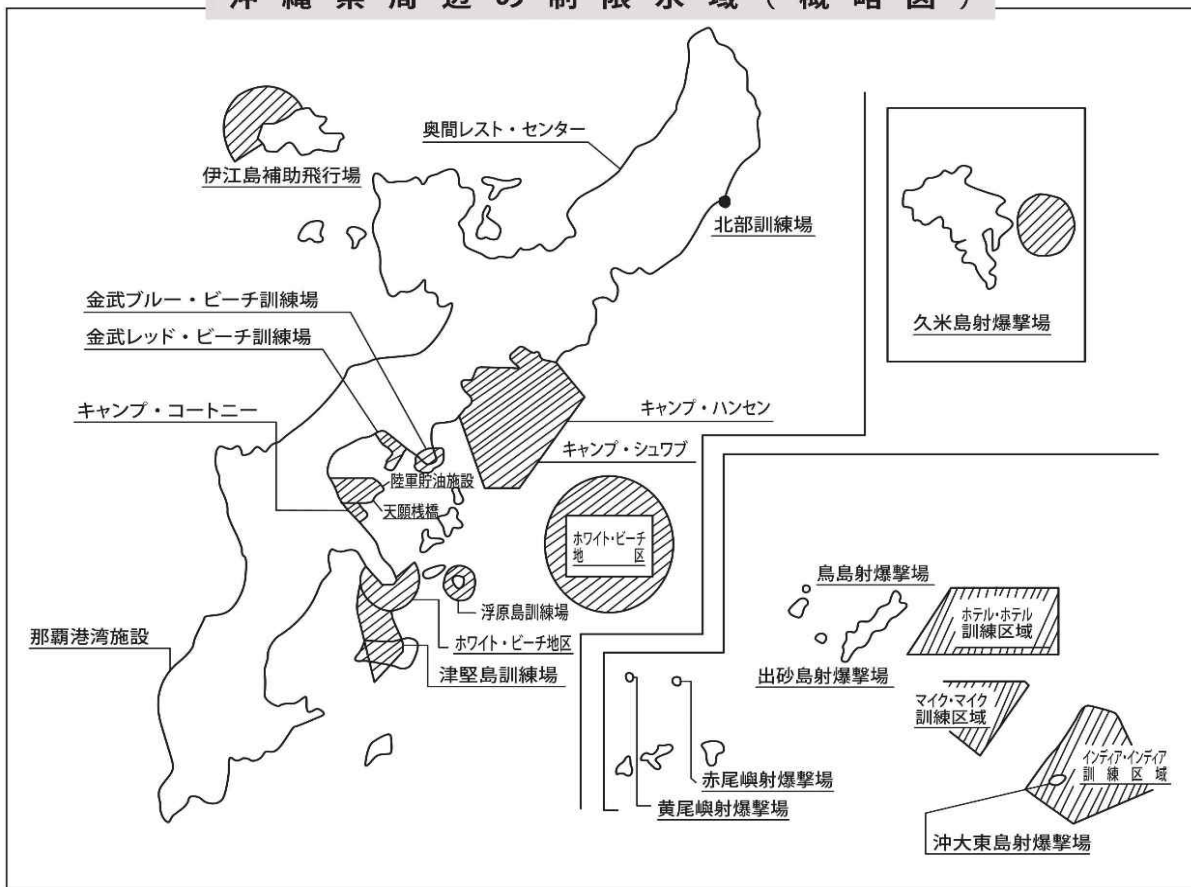 沖縄県周辺の制限水域(概略図)
奥間レスト・センター
伊江島補助飛行場
北部訓練場
久米島射爆撃場
金武ブルー・ビーチ訓練場
金武レッド・ビーチ訓練場
キャンプ・コートニー
キャンプ・ハンセン
キャンプ・シュワブ
陸軍貯油施設
天願桟橋
ホワイト・ビーチ
地区
浮原島訓練場
ホワイト・ビーチ地区
津堅島訓練場
那覇港湾施設
鳥島射爆撃場
ホテル・ホテル
訓練区域
出砂島射爆撃場
マイク・マイク
訓練区域
インディア・インディア
訓練区域
赤尾嶼射爆撃場
黄尾嶼射爆撃場
沖大東島射爆撃場